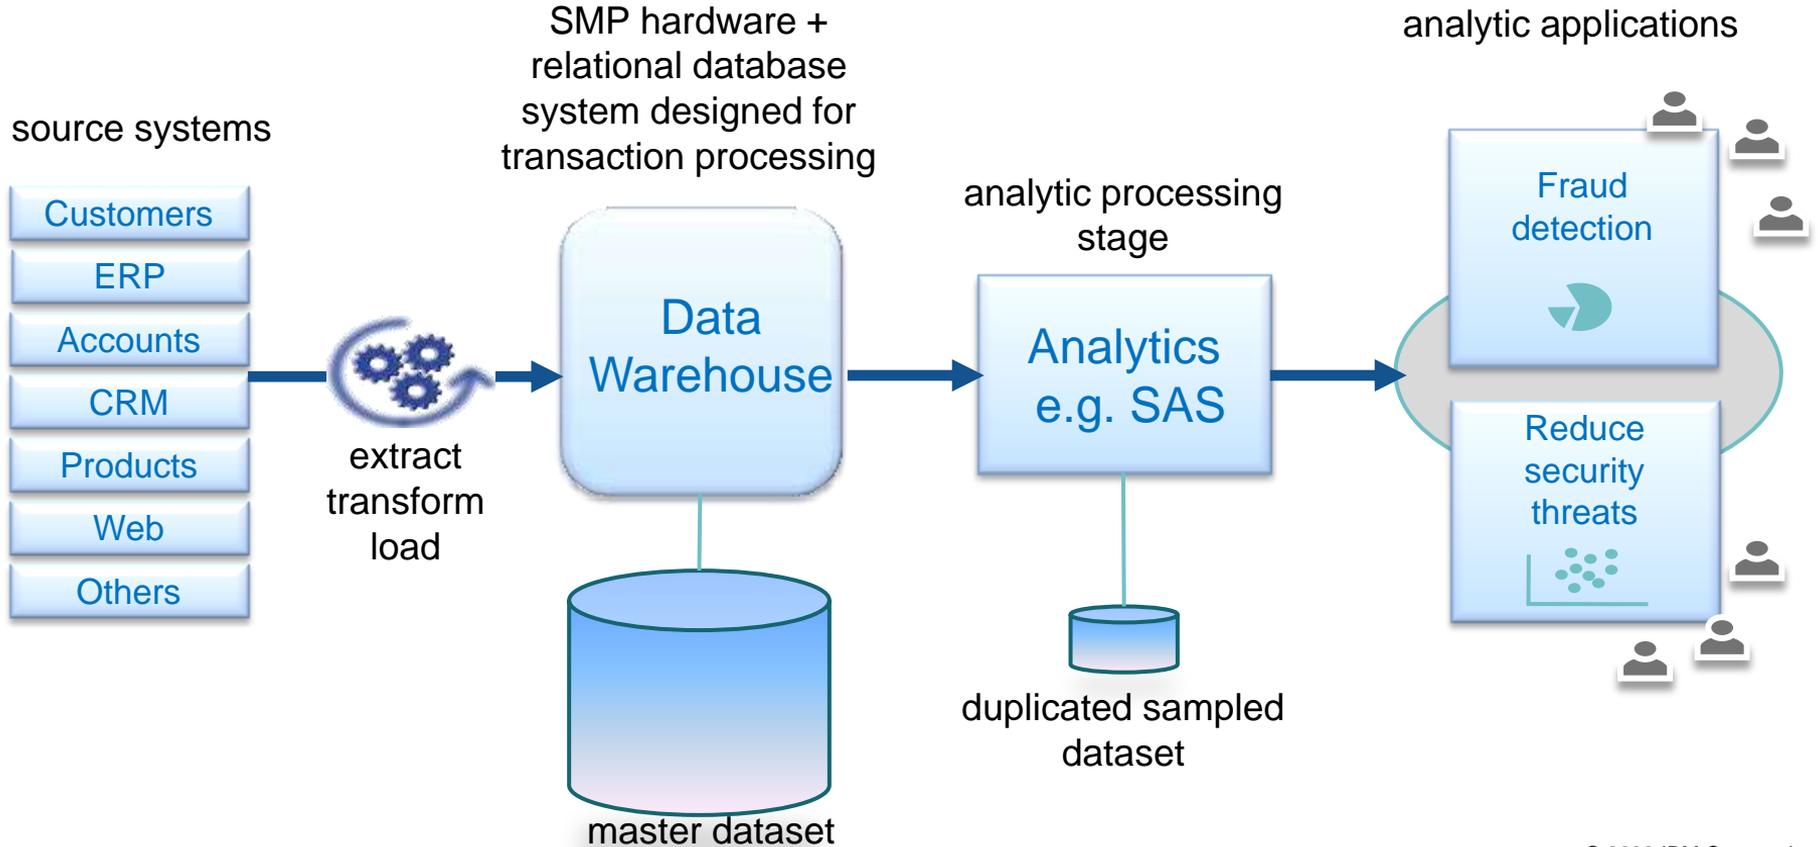 SMP hardware +
relational database
system designed for
transaction processing
analytic applications
source systems
Customers
ERP
Accounts
CRM
Products
Web
Others
extract
transform
load
Data
Warehouse
master dataset
analytic processing
stage
Analytics
e.g. SAS
duplicated sampled
dataset
Fraud
detection
Reduce
security
threats